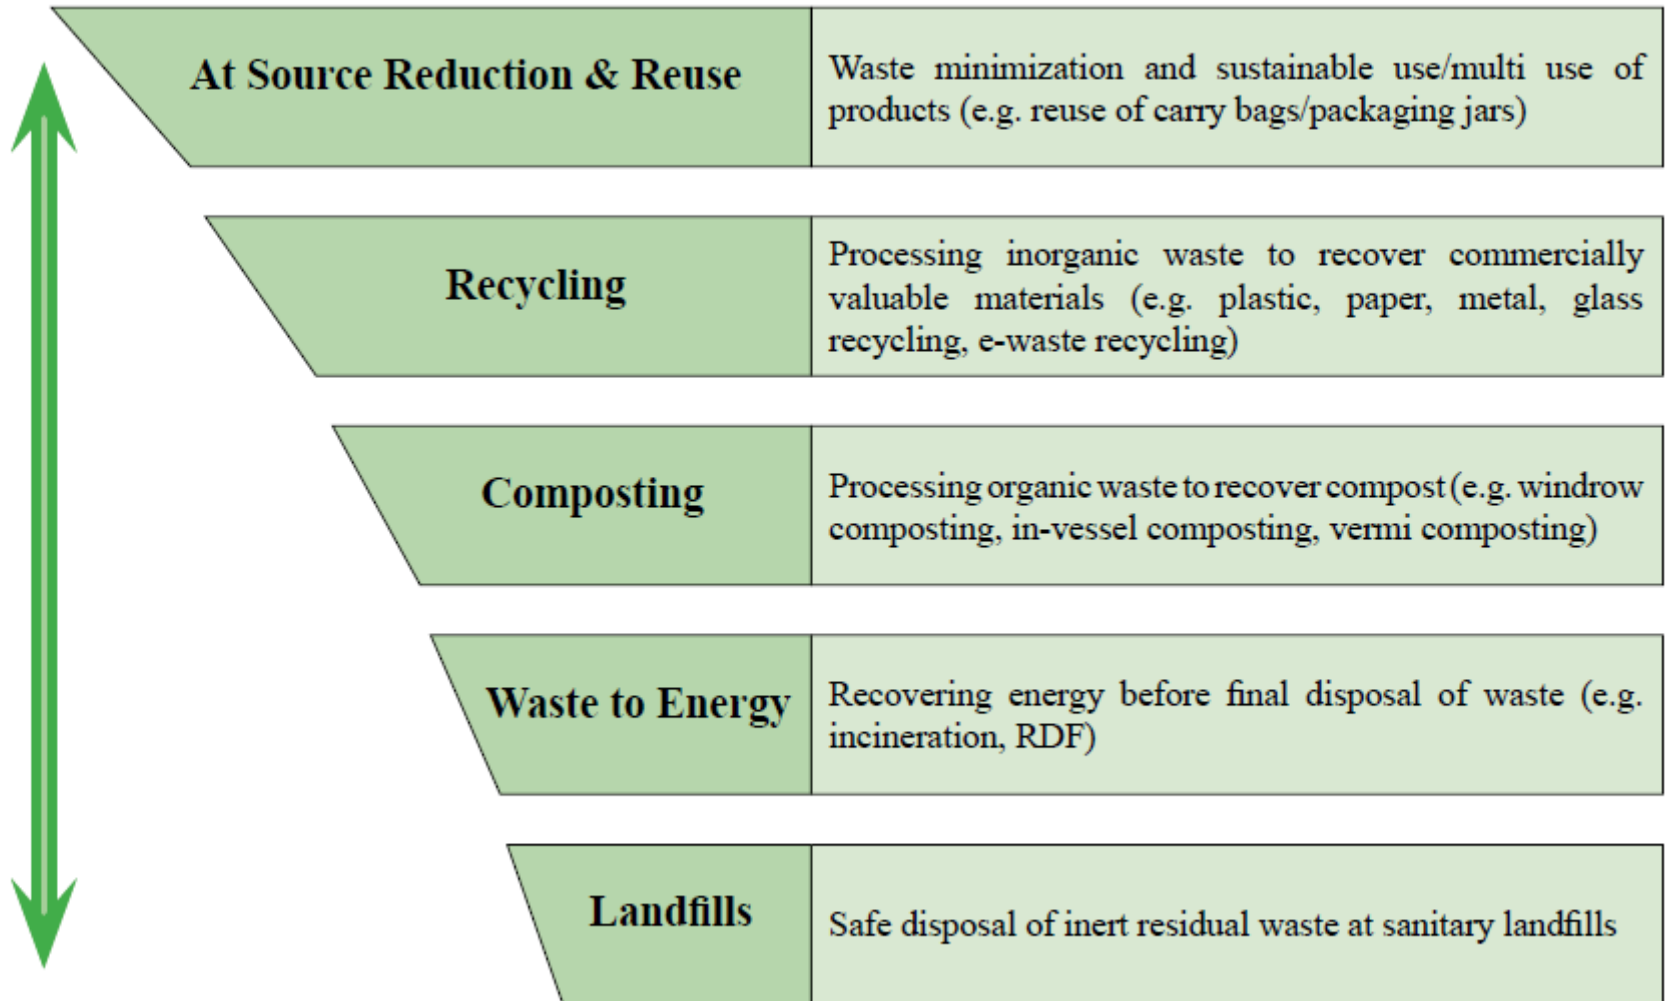 At Source Reduction & Reuse
Waste minimization and sustainable use/multi use of
products (e.g. reuse of carry bags/packaging jars)
Recycling
Processing inorganic waste to recover commercially
valuable materials (e.g. plastic, paper, metal, glass
recycling, e-waste recycling)
Composting
Processing organic waste to recover compost (e.g. windrow
composting, in-vessel composting, vermi composting)
Waste to Energy
Recovering energy before final disposal of waste (e.g.
incineration, RDF)
Landfills
Safe disposal of inert residual waste at sanitary landfills